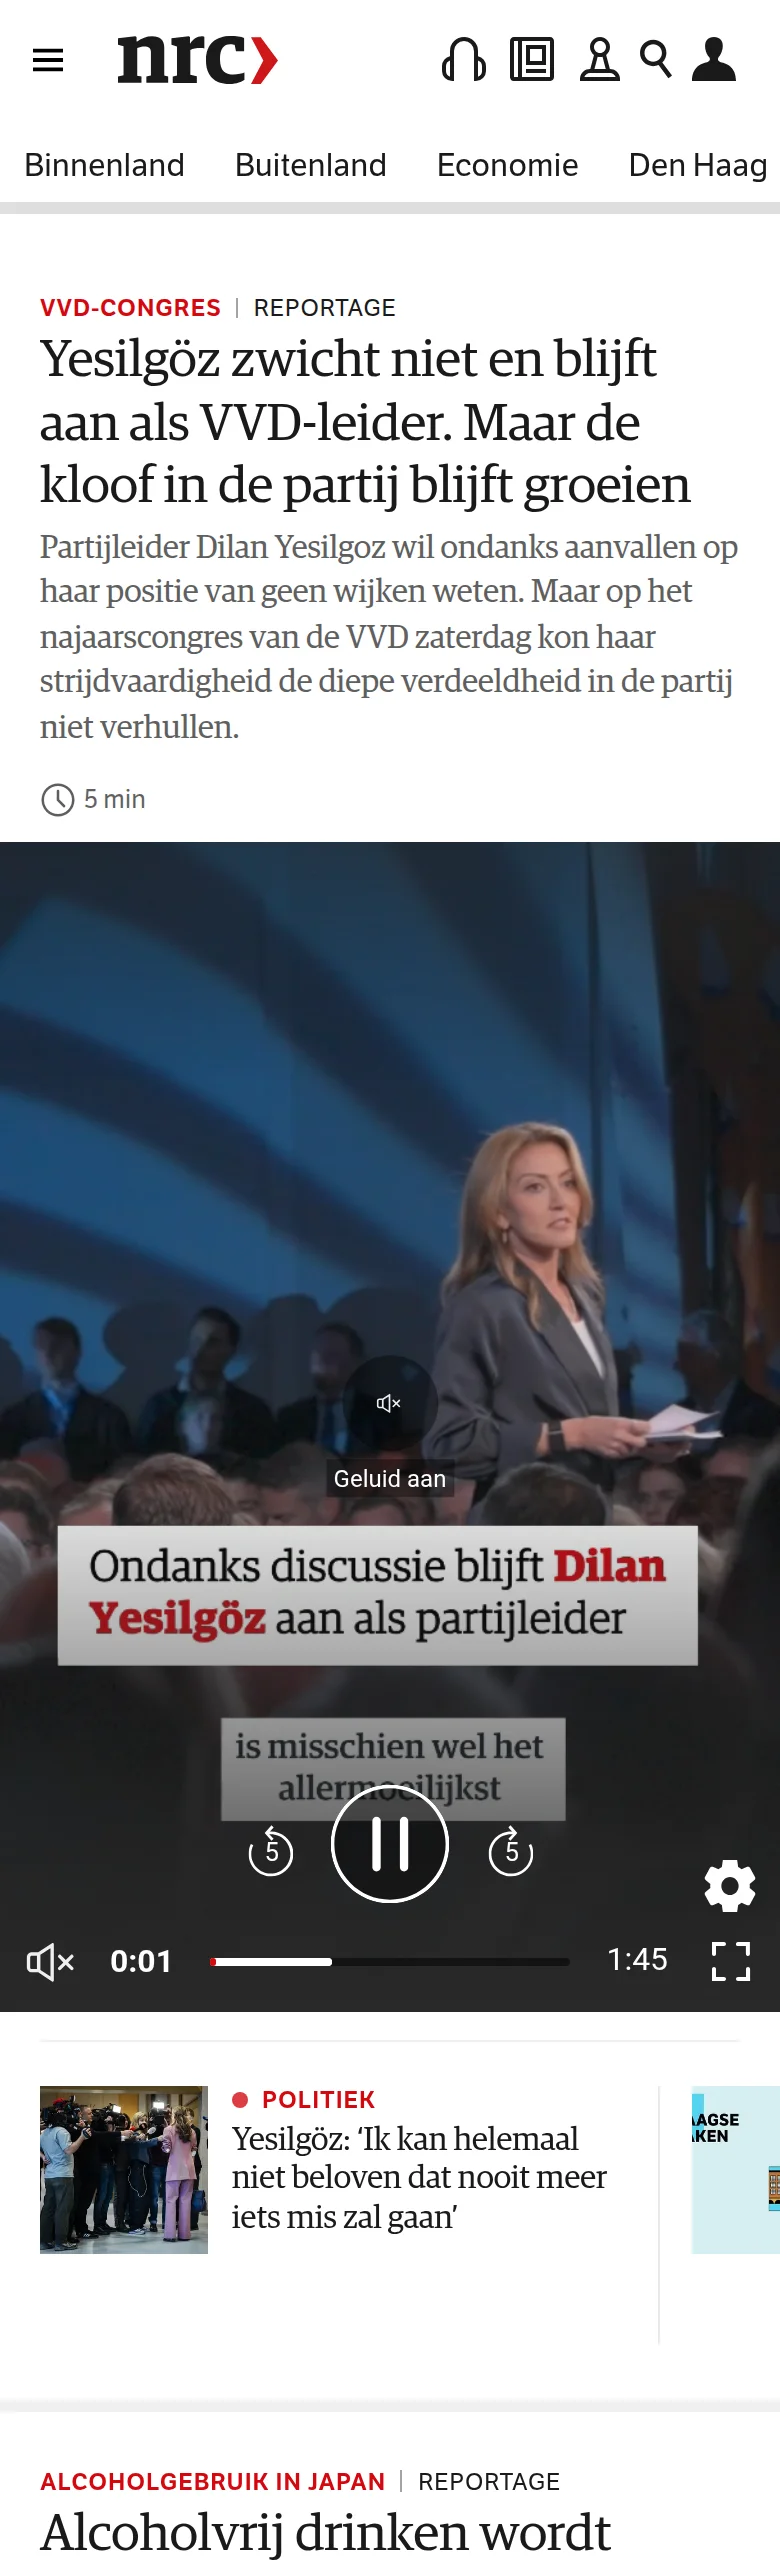 nrc
Binnenland Buitenland Economie Den Haag
VVD-CONGRES | REPORTAGE
Yesilgöz zwicht niet en blijft
aan als VVD-leider. Maar de
kloof in de partij blijft groeien
Partijleider Dilan Yesilgoz wil ondanks aanvallen op
haar positie van geen wijken weten. Maar op het
najaarscongres van de VVD zaterdag kon haar
strijdvaardigheid de diepe verdeeldheid in de partij
niet verhullen.
5 min
Geluid aan
Ondanks discussie blijft Dilan
Yesilgöz aan als partijleider
is misschien wel het
allermoeilijkst
5 5
0:01 1:45
POLITIEK
Yesilgöz: ‘Ik kan helemaal
niet beloven dat nooit meer
iets mis zal gaan’
AAGSE
AKEN
ALCOHOLGEBRUIK IN JAPAN | REPORTAGE
Alcoholvrij drinken wordt